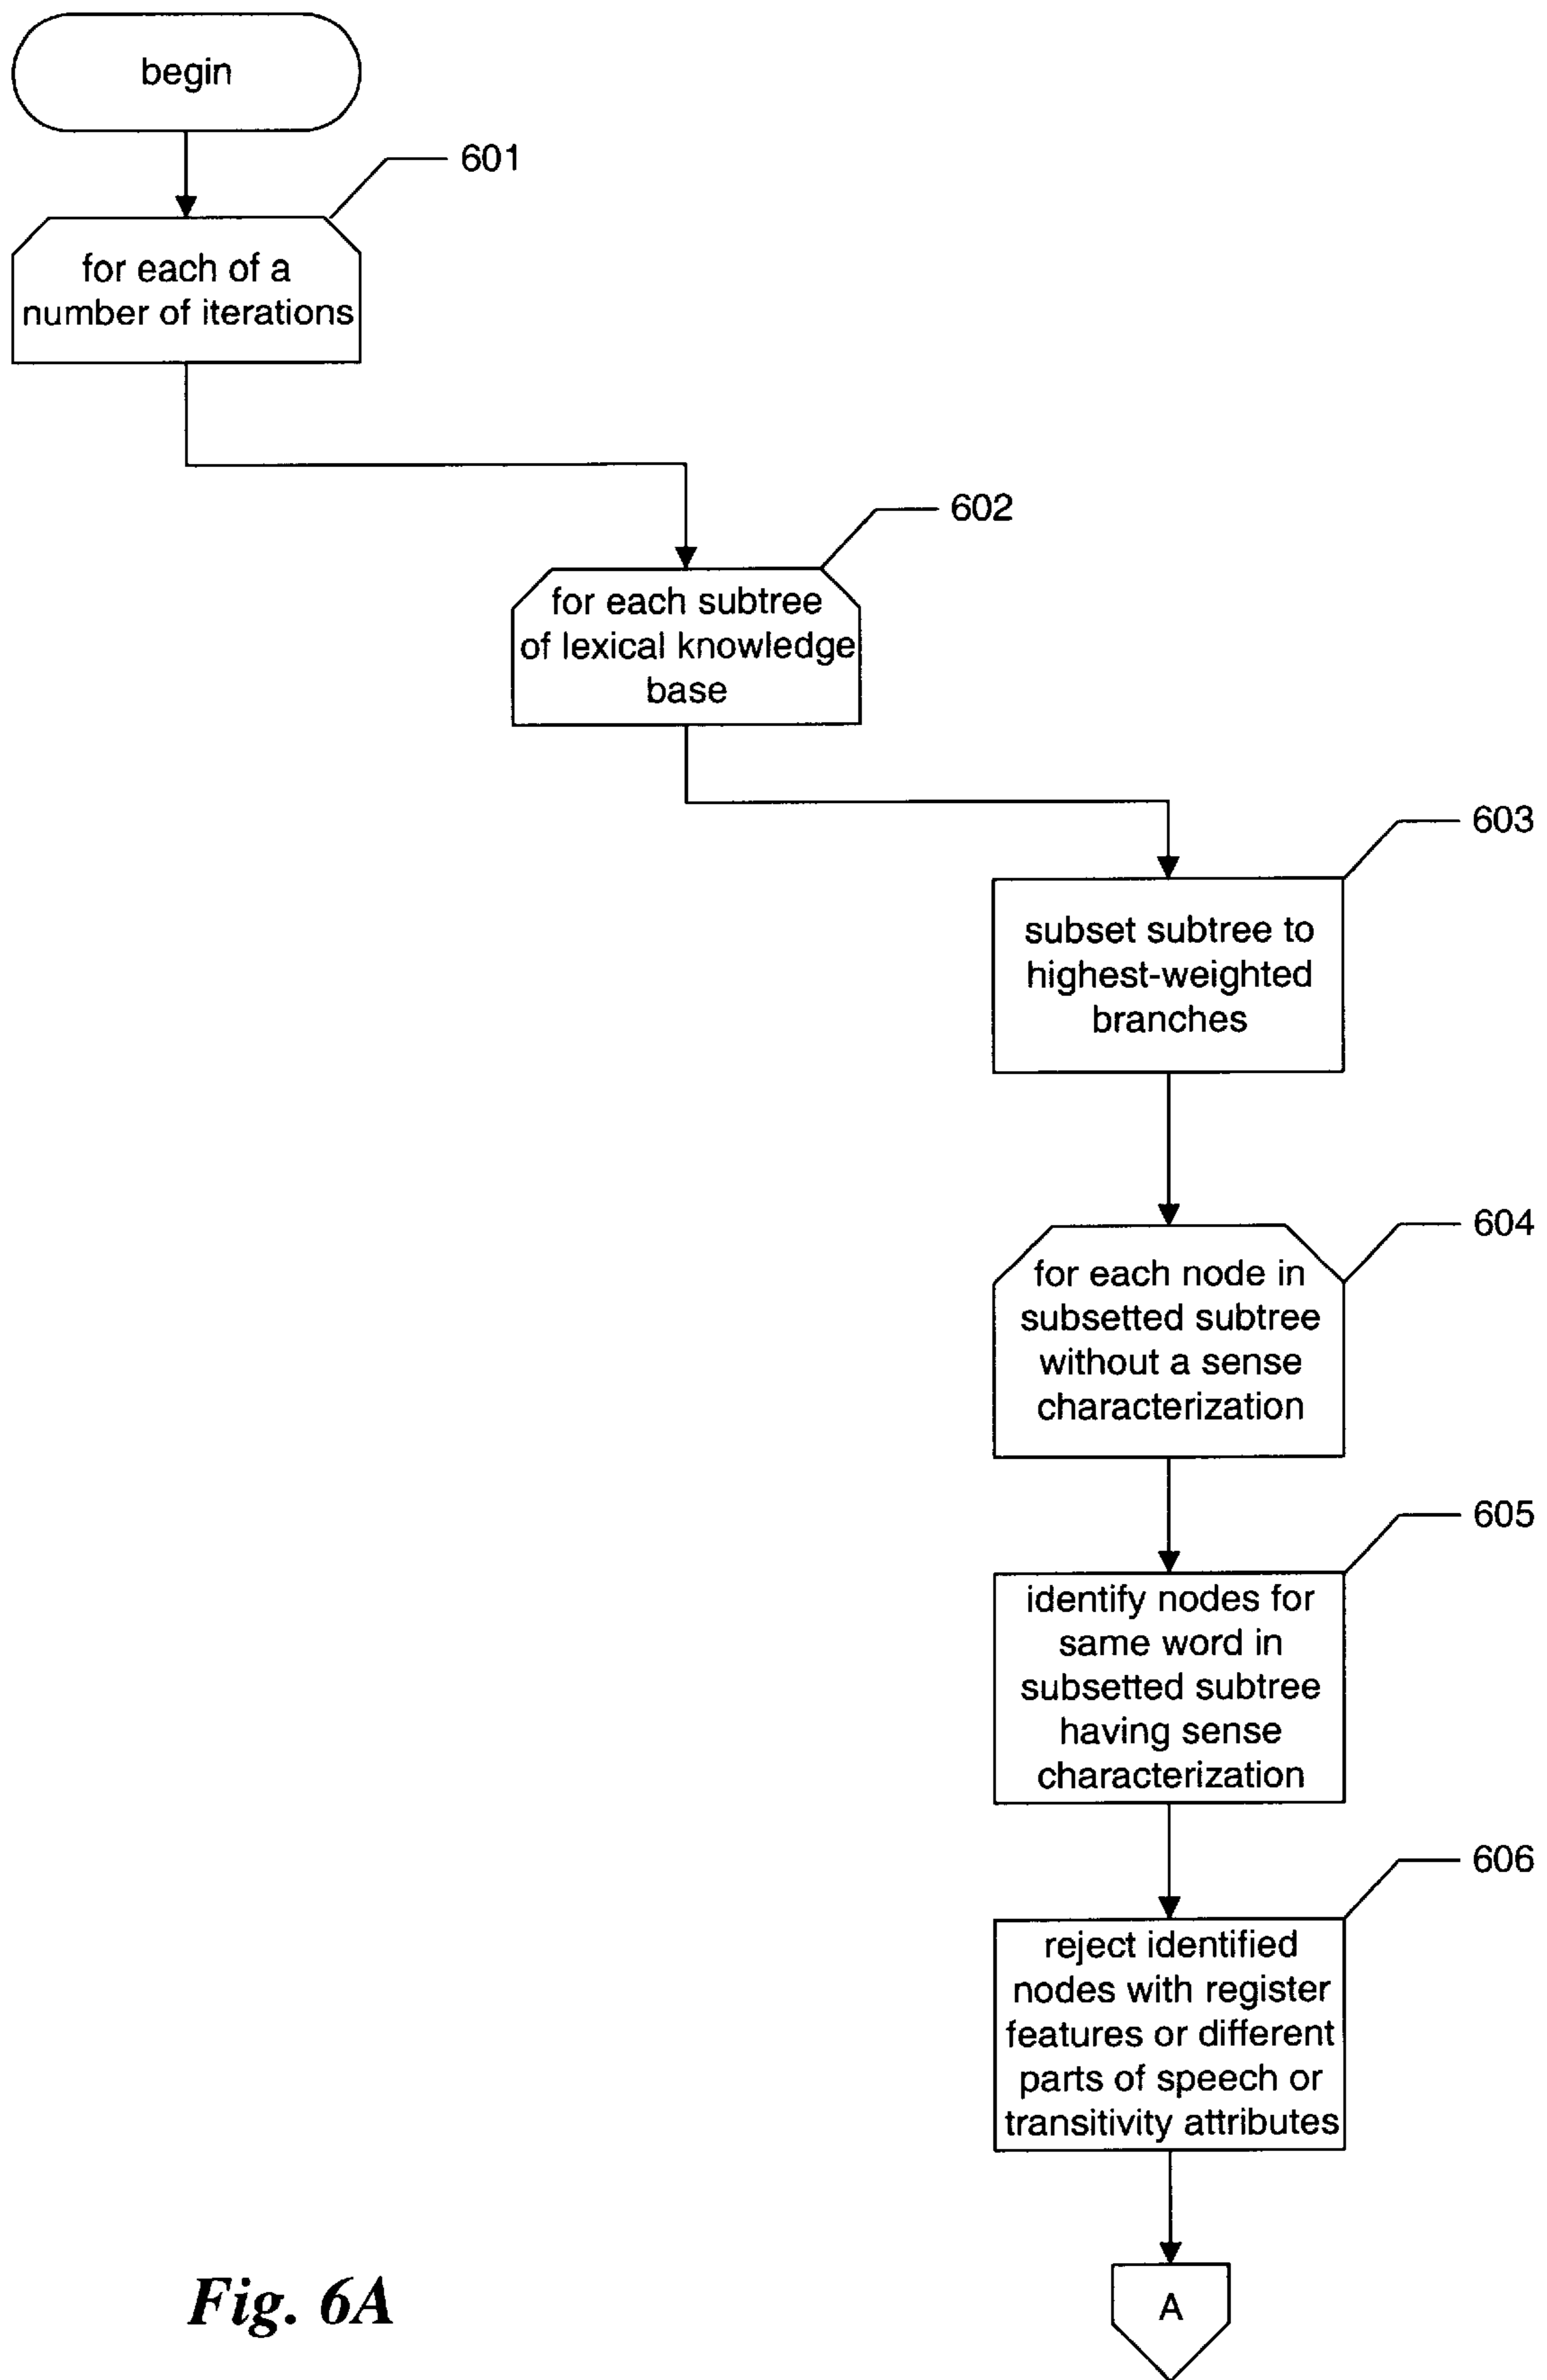 begin
601
for each of a
number of iterations
602
for each subtree
of lexical knowledge
base
603
subset subtree to
highest-weighted
branches
604
for each node in
subsetted subtree
without a sense
characterization
605
identify nodes for
same word in
subsetted subtree
having sense
characterization
606
reject identified
nodes with register
features or different
parts of speech or
transitivity attributes
A
Fig. 6A